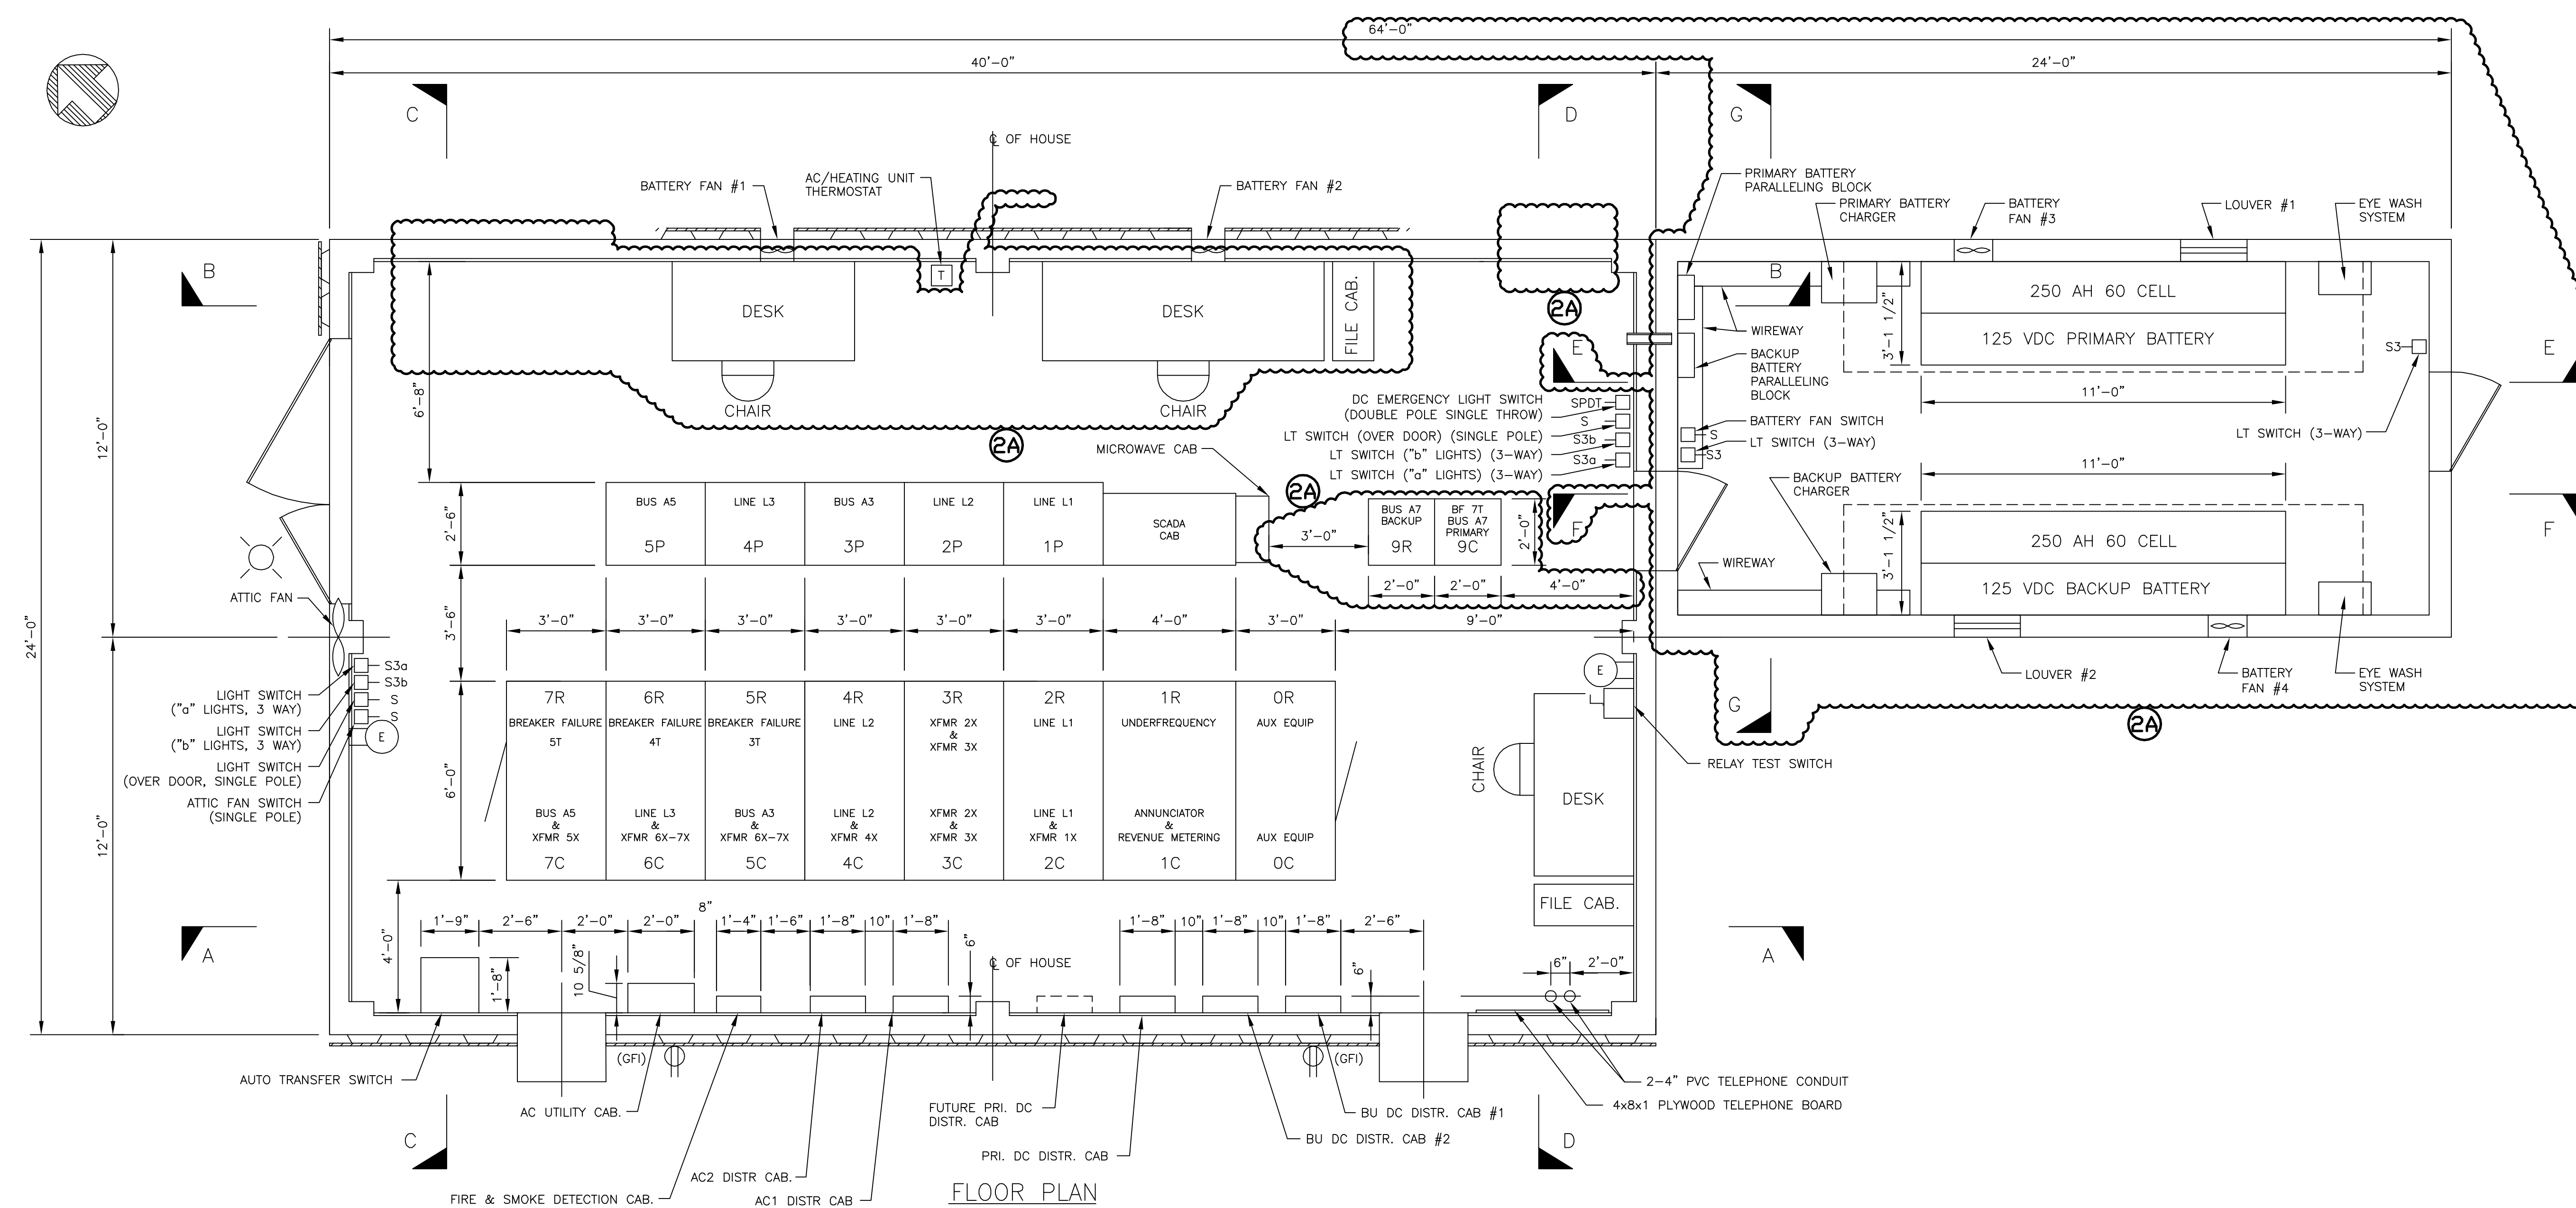 64'-0"
40'-0"
24'-0"
C
D
G
℄ OF HOUSE
BATTERY FAN #1
AC/HEATING UNIT
THERMOSTAT
BATTERY FAN #2
PRIMARY BATTERY
PARALLELING BLOCK
PRIMARY BATTERY
CHARGER
BATTERY
FAN #3
LOUVER #1
EYE WASH
SYSTEM
B
T
DESK
DESK
FILE CAB.
CHAIR
CHAIR
6'-8"
2A
2A
B
E
WIREWAY
BACKUP
BATTERY
PARALLELING
BLOCK
3'-1 1/2"
250 AH 60 CELL
125 VDC PRIMARY BATTERY
11'-0"
S3
E
LT SWITCH (3-WAY)
DC EMERGENCY LIGHT SWITCH
(DOUBLE POLE SINGLE THROW)
SPDT
LT SWITCH (OVER DOOR) (SINGLE POLE)
S
LT SWITCH ("b" LIGHTS) (3-WAY)
S3b
LT SWITCH ("a" LIGHTS) (3-WAY)
S3a
BATTERY FAN SWITCH
S
LT SWITCH (3-WAY)
S3
MICROWAVE CAB
2A
12'-0"
24'-0"
12'-0"
2'-6"
BUS A5
5P
LINE L3
4P
BUS A3
3P
LINE L2
2P
LINE L1
1P
SCADA
CAB
3'-0"
BUS A7
BACKUP
9R
BF 7T
BUS A7
PRIMARY
9C
2'-0"
F
2'-0"
2'-0"
4'-0"
BACKUP BATTERY
CHARGER
11'-0"
3'-1 1/2"
250 AH 60 CELL
125 VDC BACKUP BATTERY
WIREWAY
F
ATTIC FAN
3'-6"
3'-0"
3'-0"
3'-0"
3'-0"
3'-0"
3'-0"
4'-0"
3'-0"
9'-0"
LOUVER #2
BATTERY
FAN #4
EYE WASH
SYSTEM
G
2A
S3a
S3b
S
S
E
LIGHT SWITCH
("a" LIGHTS, 3 WAY)
LIGHT SWITCH
("b" LIGHTS, 3 WAY)
LIGHT SWITCH
(OVER DOOR, SINGLE POLE)
ATTIC FAN SWITCH
(SINGLE POLE)
6'-0"
7R
BREAKER FAILURE
5T
6R
BREAKER FAILURE
4T
5R
BREAKER FAILURE
3T
4R
LINE L2
3R
XFMR 2X
&
XFMR 3X
2R
LINE L1
1R
UNDERFREQUENCY
0R
AUX EQUIP
BUS A5
&
XFMR 5X
7C
LINE L3
&
XFMR 6X-7X
6C
BUS A3
&
XFMR 6X-7X
5C
LINE L2
&
XFMR 4X
4C
XFMR 2X
&
XFMR 3X
3C
LINE L1
&
XFMR 1X
2C
ANNUNCIATOR
&
REVENUE METERING
1C
AUX EQUIP
0C
E
RELAY TEST SWITCH
CHAIR
DESK
FILE CAB.
A
A
4'-0"
1'-9"
2'-6"
2'-0"
2'-0"
8"
1'-4"
1'-6"
1'-8"
10"
1'-8"
1'-8"
10"
1'-8"
10"
1'-8"
2'-6"
1'-8"
10 5/8"
6"
℄ OF HOUSE
6"
6"
2'-0"
(GFI)
(GFI)
AUTO TRANSFER SWITCH
AC UTILITY CAB.
FIRE & SMOKE DETECTION CAB.
AC2 DISTR CAB.
AC1 DISTR CAB
FUTURE PRI. DC
DISTR. CAB
PRI. DC DISTR. CAB
BU DC DISTR. CAB #2
BU DC DISTR. CAB #1
2-4" PVC TELEPHONE CONDUIT
4x8x1 PLYWOOD TELEPHONE BOARD
C
D
FLOOR PLAN